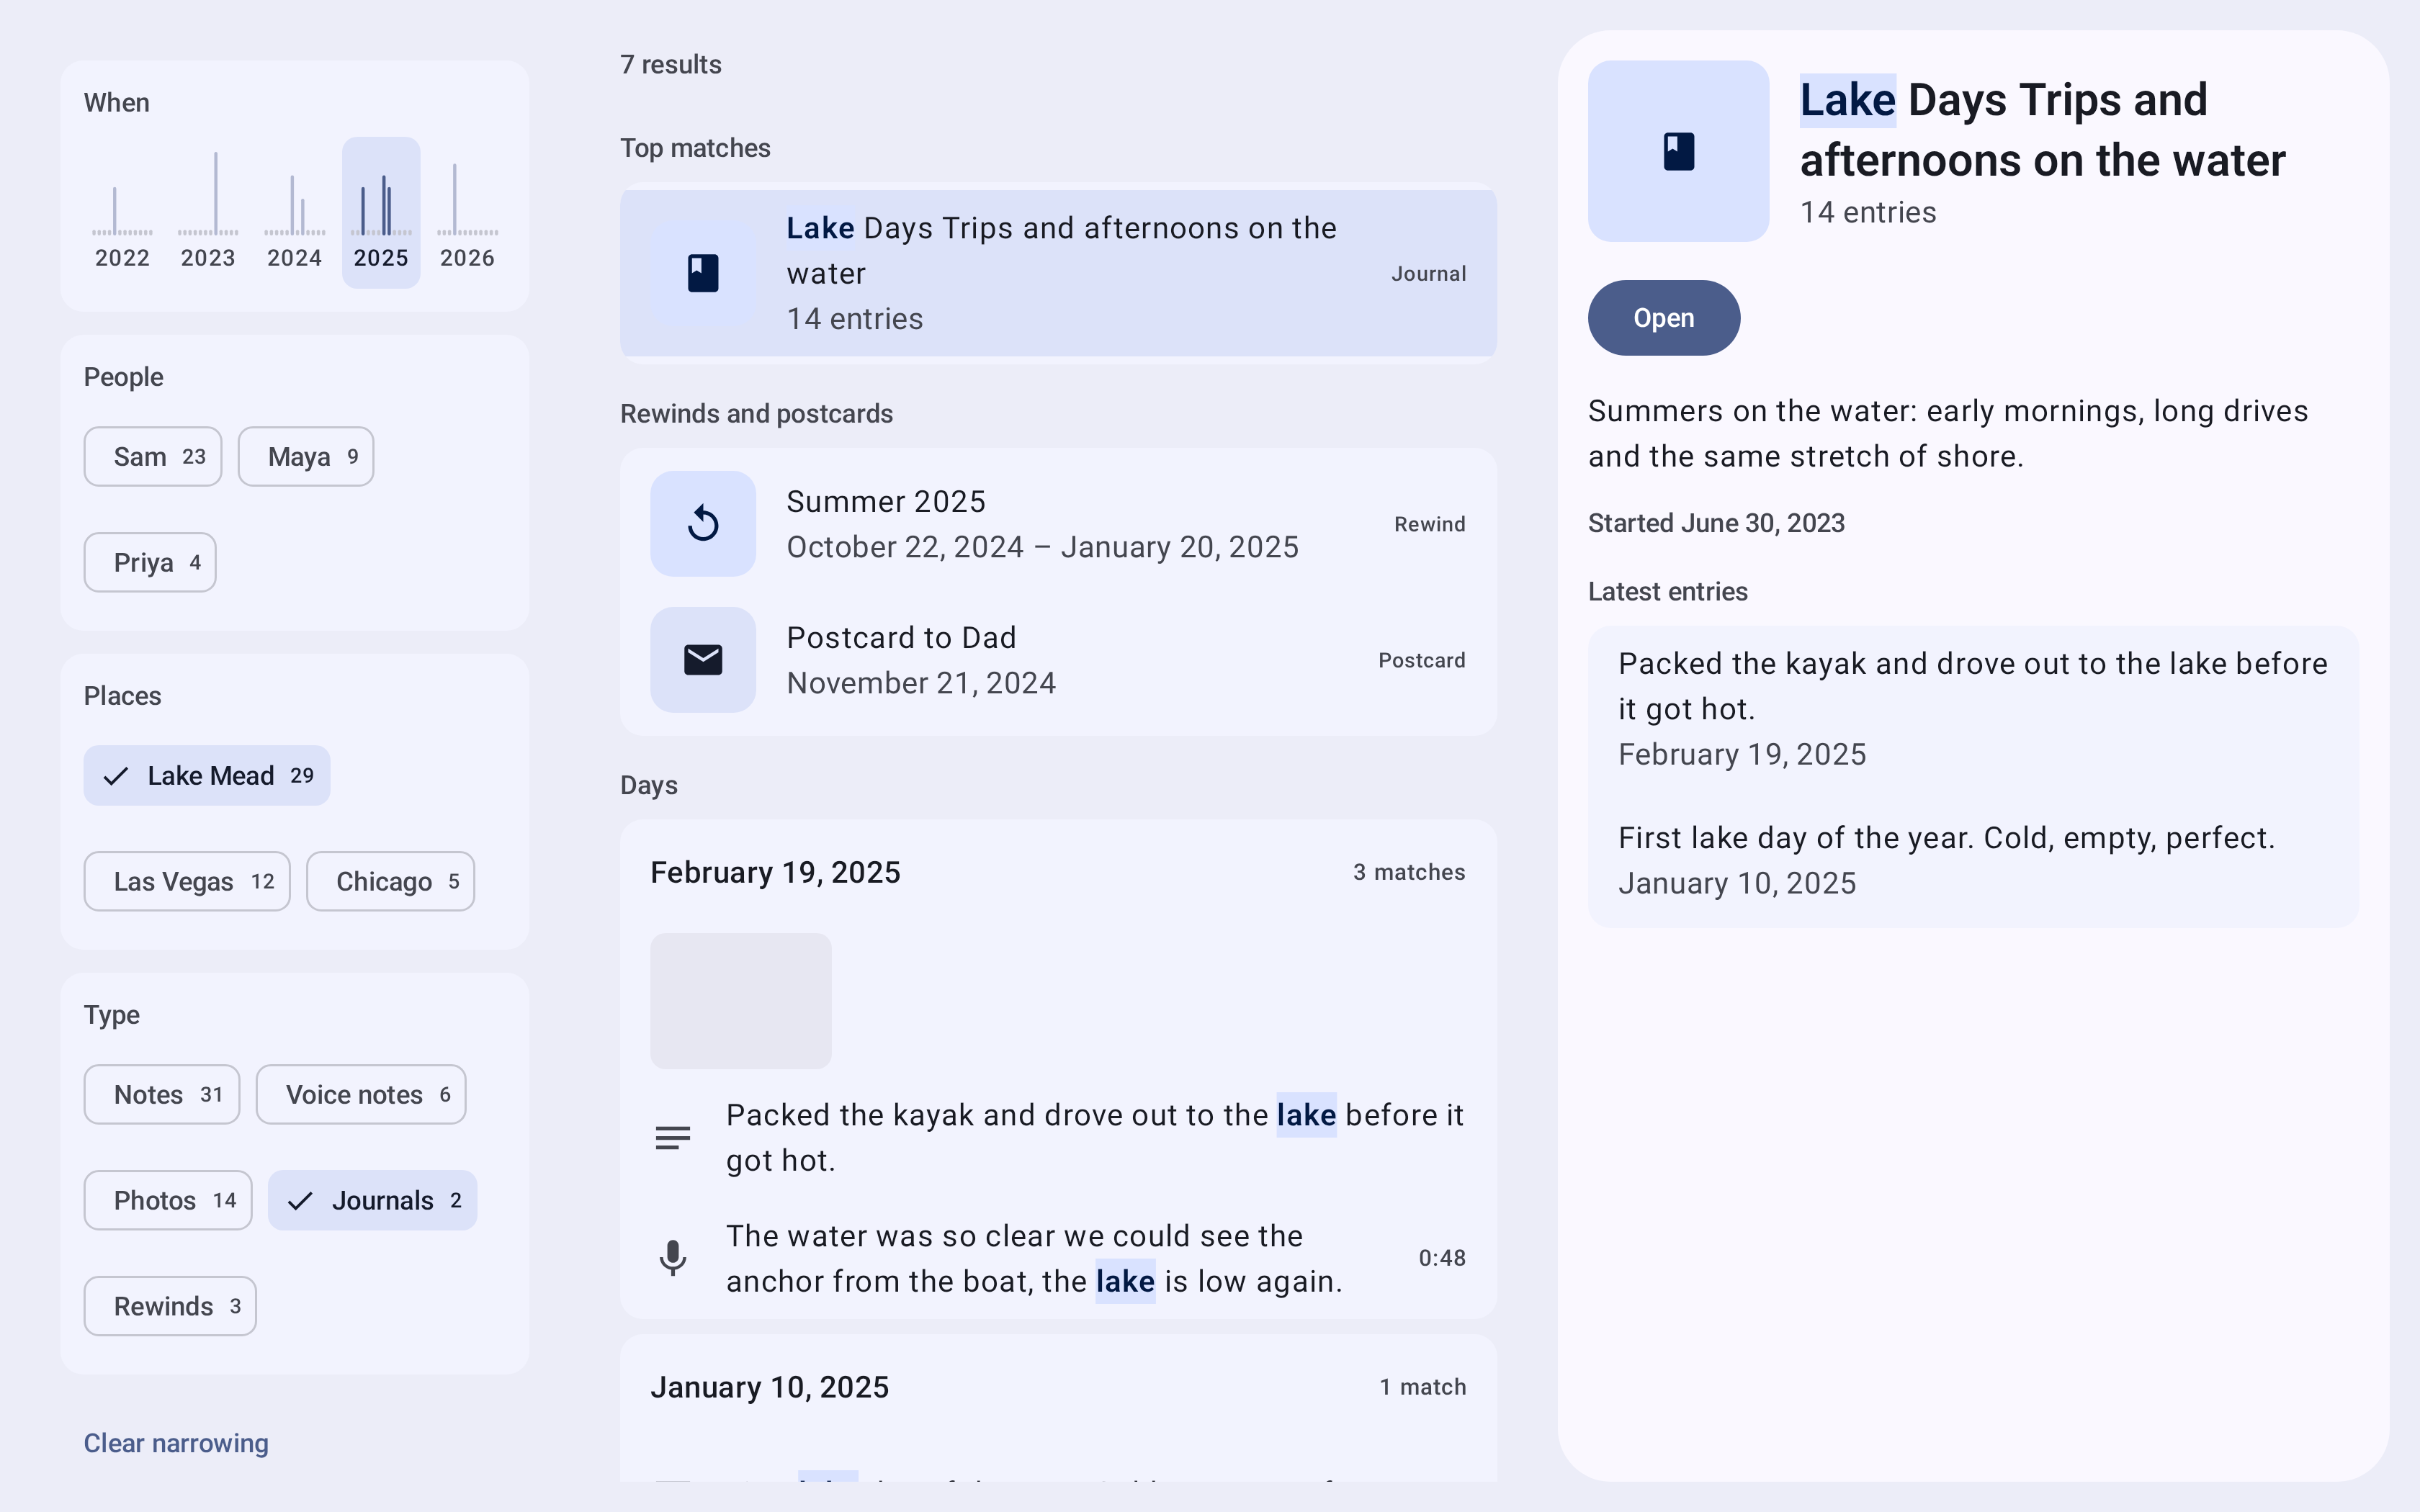 When
2022
2023
2024
2025
2026
People
Sam 23
Maya 9
Priya 4
Places
Lake Mead 29
Las Vegas 12
Chicago 5
Type
Notes 31
Voice notes 6
Photos 14
Journals 2
Rewinds 3
Clear narrowing
7 results
Top matches
Lake Days Trips and afternoons on the
water
14 entries
Journal
Rewinds and postcards
Summer 2025
October 22, 2024 – January 20, 2025
Rewind
Postcard to Dad
November 21, 2024
Postcard
Days
February 19, 2025
3 matches
Packed the kayak and drove out to the lake before it
got hot.
The water was so clear we could see the
anchor from the boat, the lake is low again.
0:48
January 10, 2025
1 match
Lake Days Trips and
afternoons on the water
14 entries
Open
Summers on the water: early mornings, long drives
and the same stretch of shore.
Started June 30, 2023
Latest entries
Packed the kayak and drove out to the lake before
it got hot.
February 19, 2025
First lake day of the year. Cold, empty, perfect.
January 10, 2025